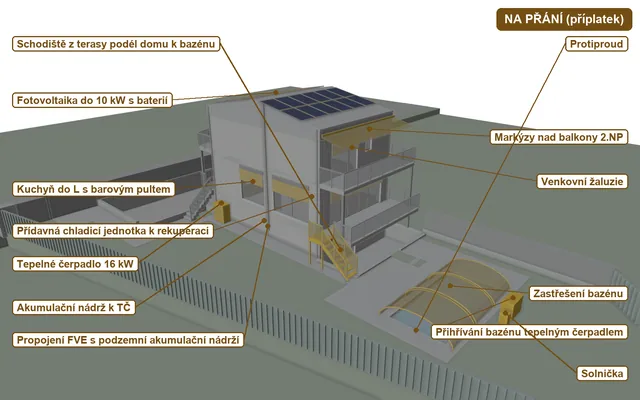 NA PŘÁNÍ (příplatek)
Schodiště z terasy podél domu k bazénu
Protiproud
Fotovoltaika do 10 kW s baterií
Markýzy nad balkony 2.NP
Venkovní žaluzie
Kuchyň do L s barovým pultem
Přídavná chladicí jednotka k rekuperaci
Tepelné čerpadlo 16 kW
Zastřešení bazénu
Akumulační nádrž k TČ
Přihřívání bazénu tepelným čerpadlem
Propojení FVE s podzemní akumulační nádrží
Solnička